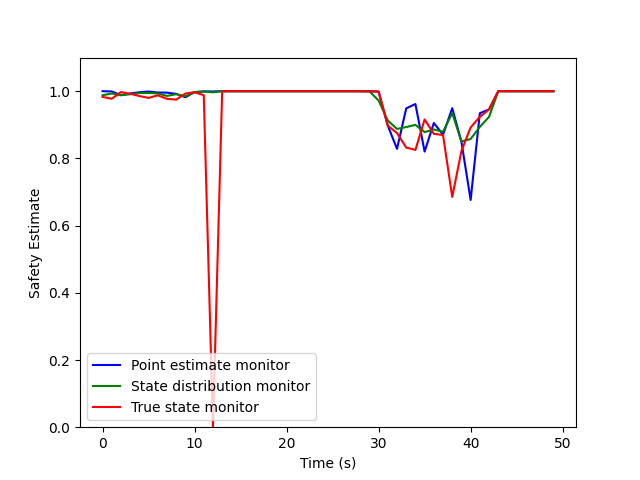 1.0
0.8
0.6
0.4
0.2
0.0
Safety Estimate
Point estimate monitor
State distribution monitor
True state monitor
0 10 20 30 40 50
Time (s)